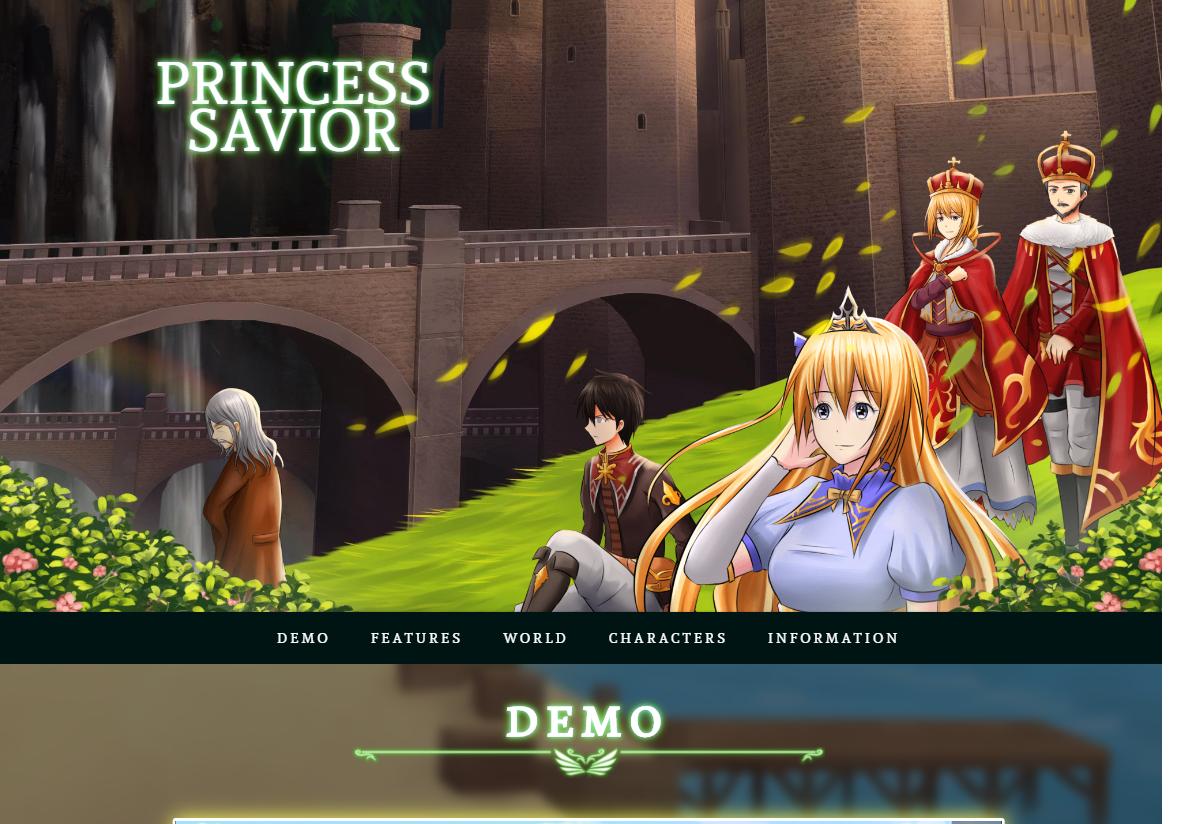 PRINCESS
SAVIOR
DEMO FEATURES WORLD CHARACTERS INFORMATION
DEMO